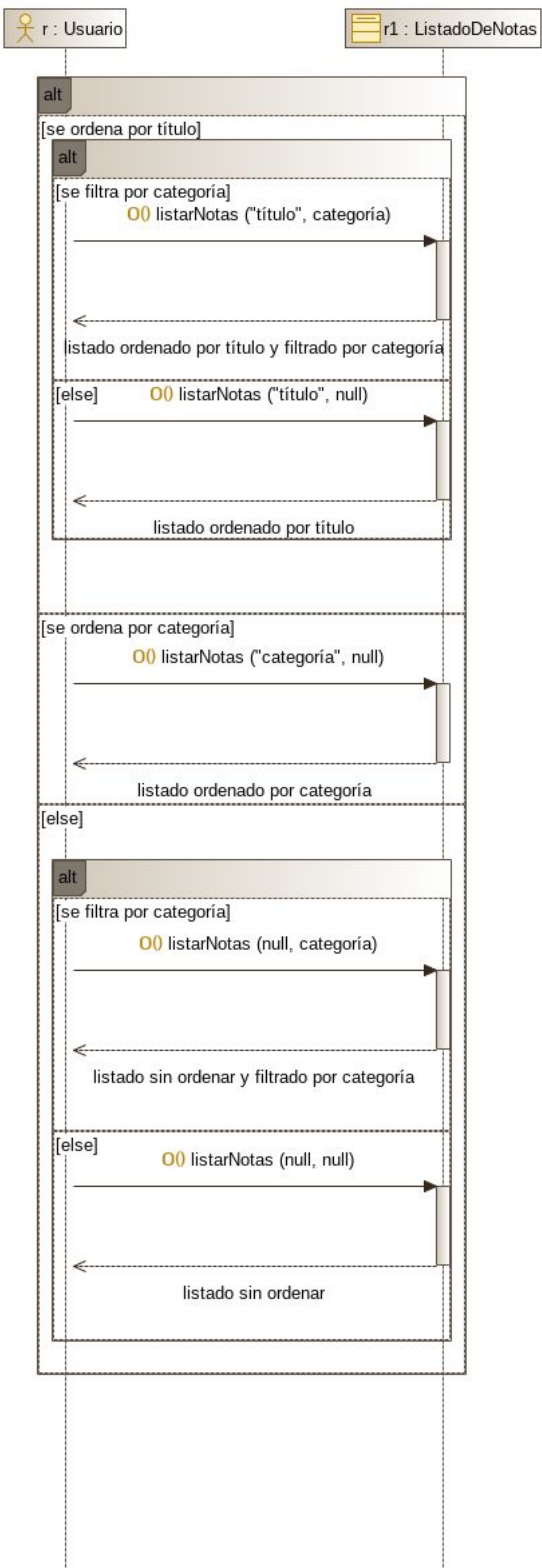 r : Usuario
r1 : ListadoDeNotas
alt
[se ordena por título]
alt
[se filtra por categoría]
O() listarNotas ("título", categoría)
listado ordenado por título y filtrado por categoría
[else]
O() listarNotas ("título", null)
listado ordenado por título
[se ordena por categoría]
O() listarNotas ("categoría", null)
listado ordenado por categoría
[else]
alt
[se filtra por categoría]
O() listarNotas (null, categoría)
listado sin ordenar y filtrado por categoría
[else]
O() listarNotas (null, null)
listado sin ordenar